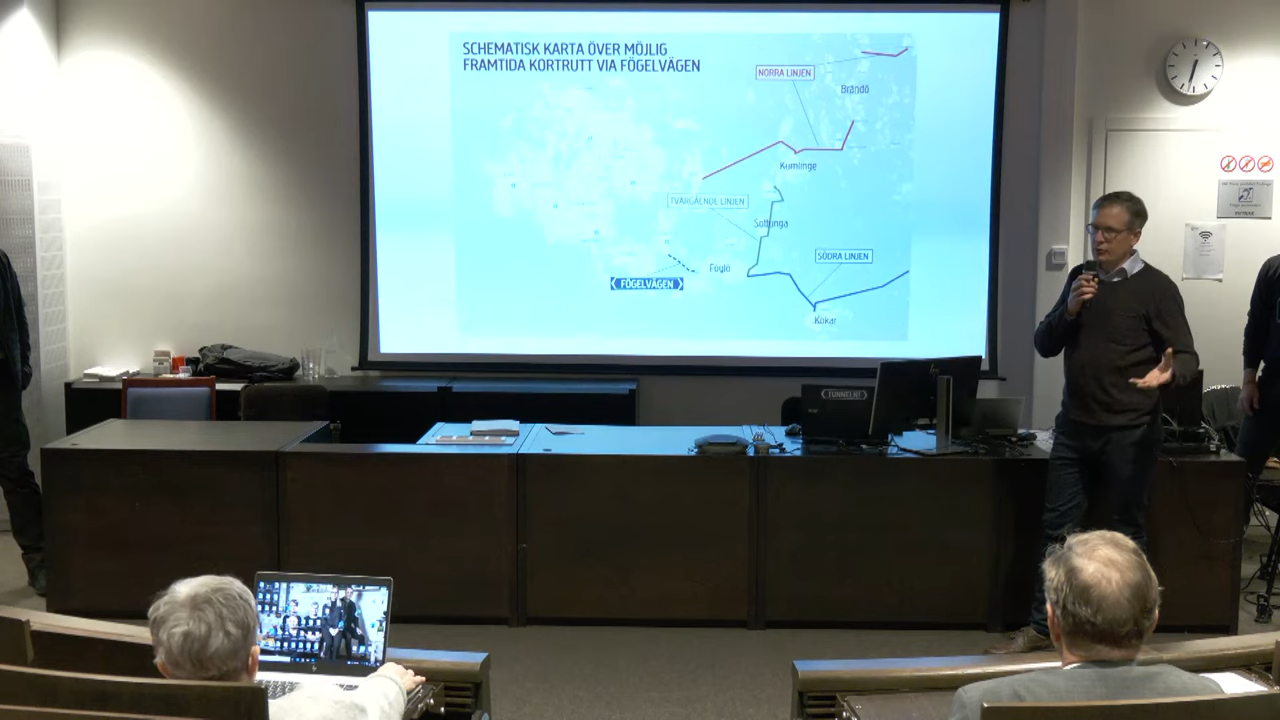 SCHEMATISK KARTA ÖVER MÖJLIG
FRAMTIDA KORTRUTT VIA FÖGELVÄGEN
NORRA LINJEN
Brändö
Kumlinge
TVÄRGÅENDE LINJEN
Sottunga
SÖDRA LINJEN
Föglö
FÖGELVÄGEN
Kökar
TUNNELN!